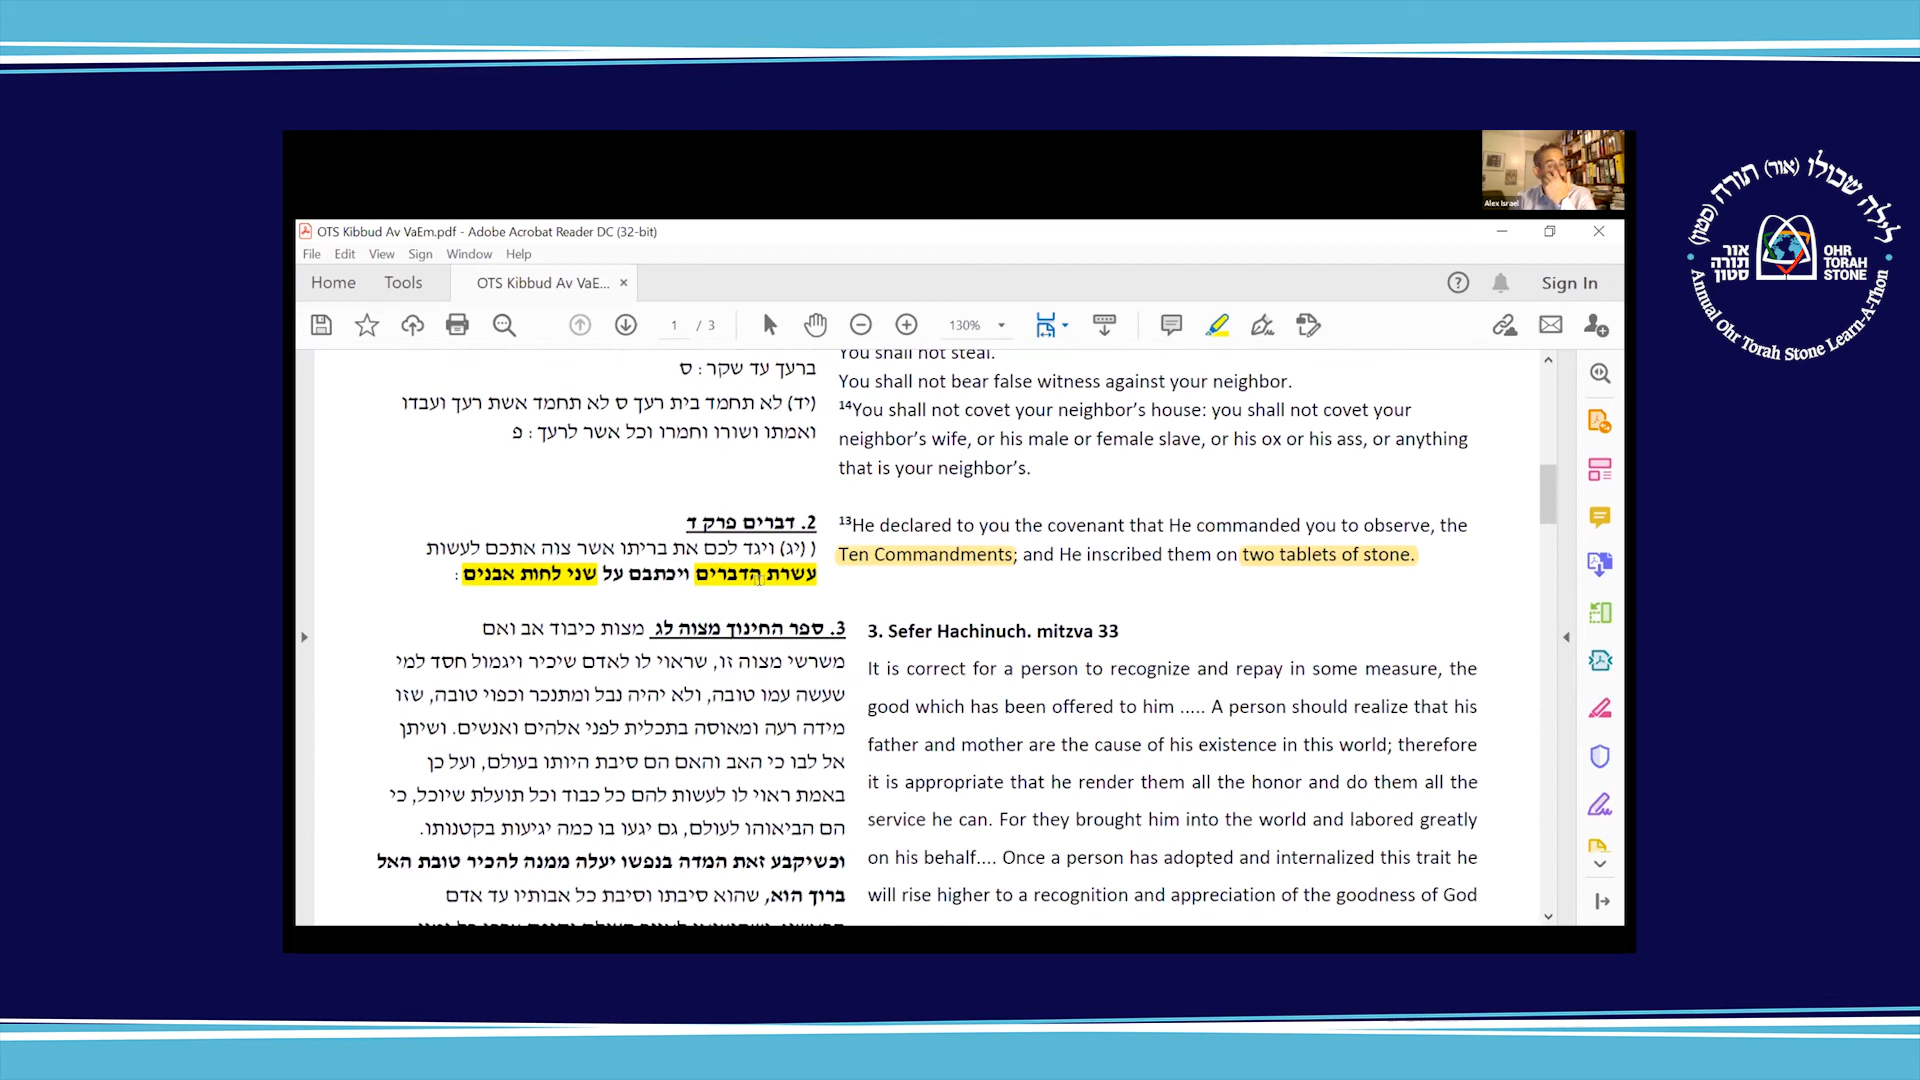 Alex Israel
לילה שכולו (אור) תורה (סטון)
אור
תורה
סטון
OHR
TORAH
STONE
Annual Ohr Torah Stone Learn-A-Thon
OTS Kibbud Av VaEm.pdf - Adobe Acrobat Reader DC (32-bit)
File Edit View Sign Window Help
Home Tools OTS Kibbud Av VaE... × Sign In
1 / 3 130%
You shall not steal.
You shall not bear false witness against your neighbor.
14You shall not covet your neighbor's house: you shall not covet your
neighbor's wife, or his male or female slave, or his ox or his ass, or anything
that is your neighbor's.
ברעך עד שקר : ס
(יד) לא תחמד בית רעך ס לא תחמד אשת רעך ועבדו
ואמתו ושורו וחמרו וכל אשר לרעך : פ
13He declared to you the covenant that He commanded you to observe, the
Ten Commandments; and He inscribed them on two tablets of stone.
2. דברים פרק ד
( (יג) ויגד לכם את בריתו אשר צוה אתכם לעשות
עשרת הדברים ויכתבם על שני לחות אבנים :
3. Sefer Hachinuch. mitzva 33
It is correct for a person to recognize and repay in some measure, the
good which has been offered to him ..... A person should realize that his
father and mother are the cause of his existence in this world; therefore
it is appropriate that he render them all the honor and do them all the
service he can. For they brought him into the world and labored greatly
on his behalf.... Once a person has adopted and internalized this trait he
will rise higher to a recognition and appreciation of the goodness of God
3. ספר החינוך מצוה לג מצות כיבוד אב ואם
משרשי מצוה זו, שראוי לו לאדם שיכיר ויגמול חסד למי
שעשה עמו טובה, ולא יהיה נבל ומתנכר וכפוי טובה, שזו
מידה רעה ומאוסה בתכלית לפני אלהים ואנשים. ושיתן
אל לבו כי האב והאם הם סיבת היותו בעולם, ועל כן
באמת ראוי לו לעשות להם כל כבוד וכל תועלת שיוכל, כי
הם הביאוהו לעולם, גם יגעו בו כמה יגיעות בקטנותו.
וכשיקבע זאת המדה בנפשו יעלה ממנה להכיר טובת האל
ברוך הוא, שהוא סיבתו וסיבת כל אבותיו עד אדם